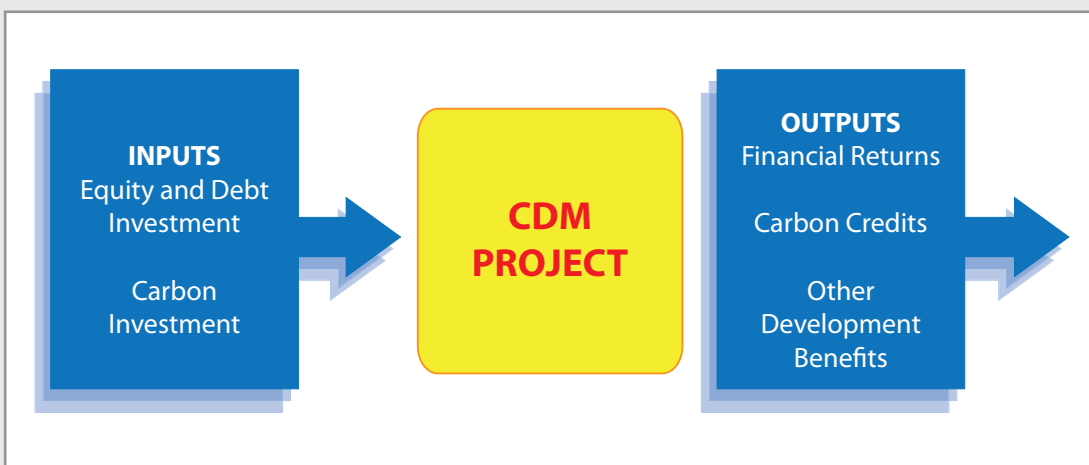 INPUTS
Equity and Debt
Investment
Carbon
Investment
CDM
PROJECT
OUTPUTS
Financial Returns
Carbon Credits
Other
Development
Benefits